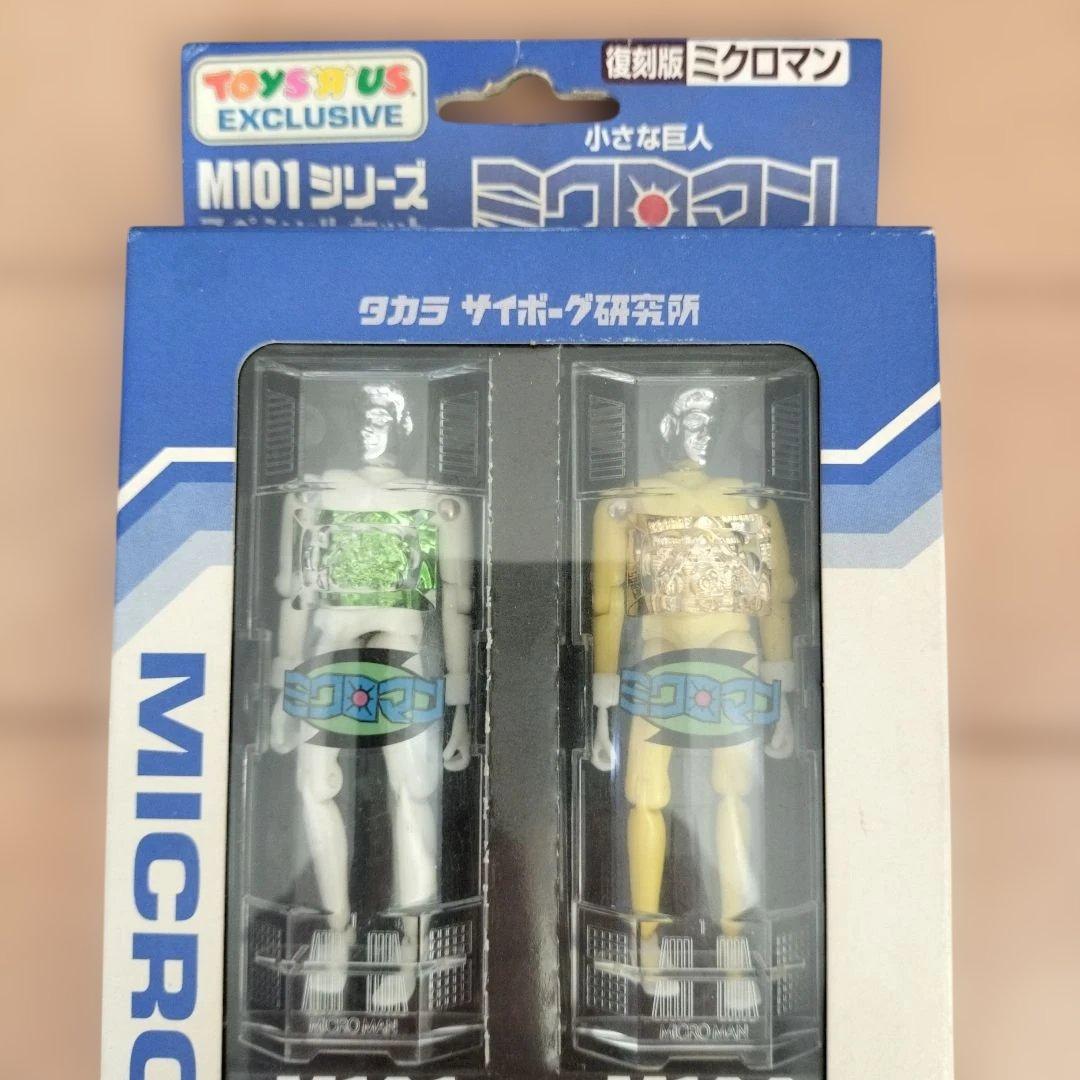 TOYS"R"US
EXCLUSIVE
復刻版 ミクロマン
小さな巨人
ミクロマン
M101シリーズ
タカラ サイボーグ研究所
MICRO
ミクロマン
ミクロマン
MICROMAN
MICROMAN